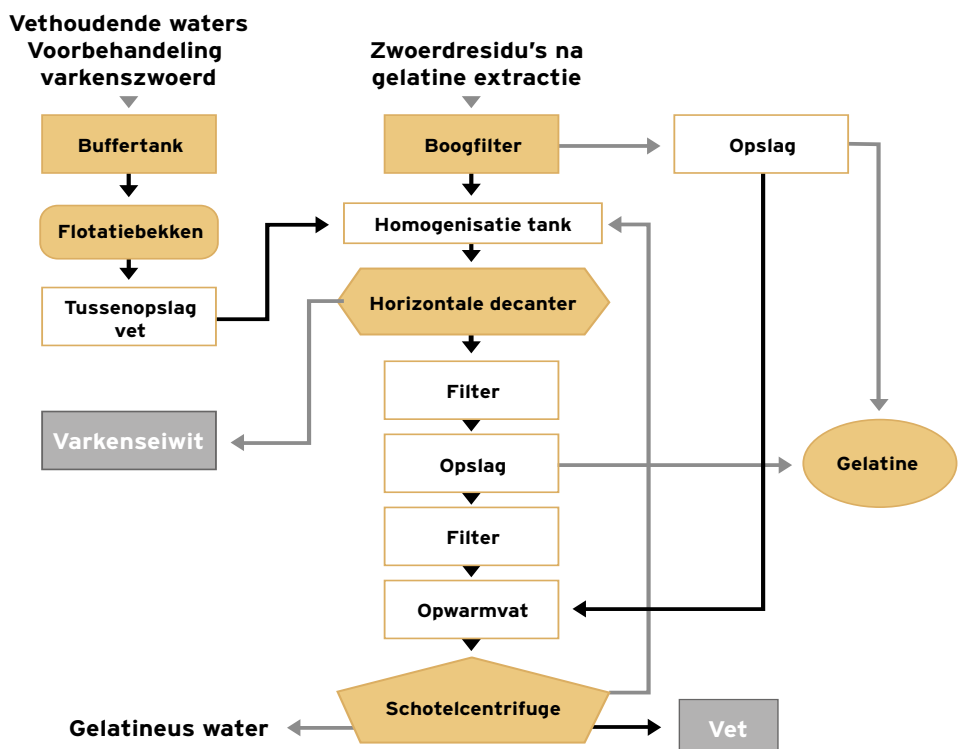 Vethoudende waters
Voorbehandeling
varkenszwoerd
Zwoerdresidu's na
gelatine extractie
Buffertank
Boogfilter
Opslag
Flotatiebekken
Homogenisatie tank
Tussenopslag
vet
Horizontale decanter
Filter
Varkenseiwit
Opslag
Gelatine
Filter
Opwarmvat
Schotelcentrifuge
Gelatineus water
Vet